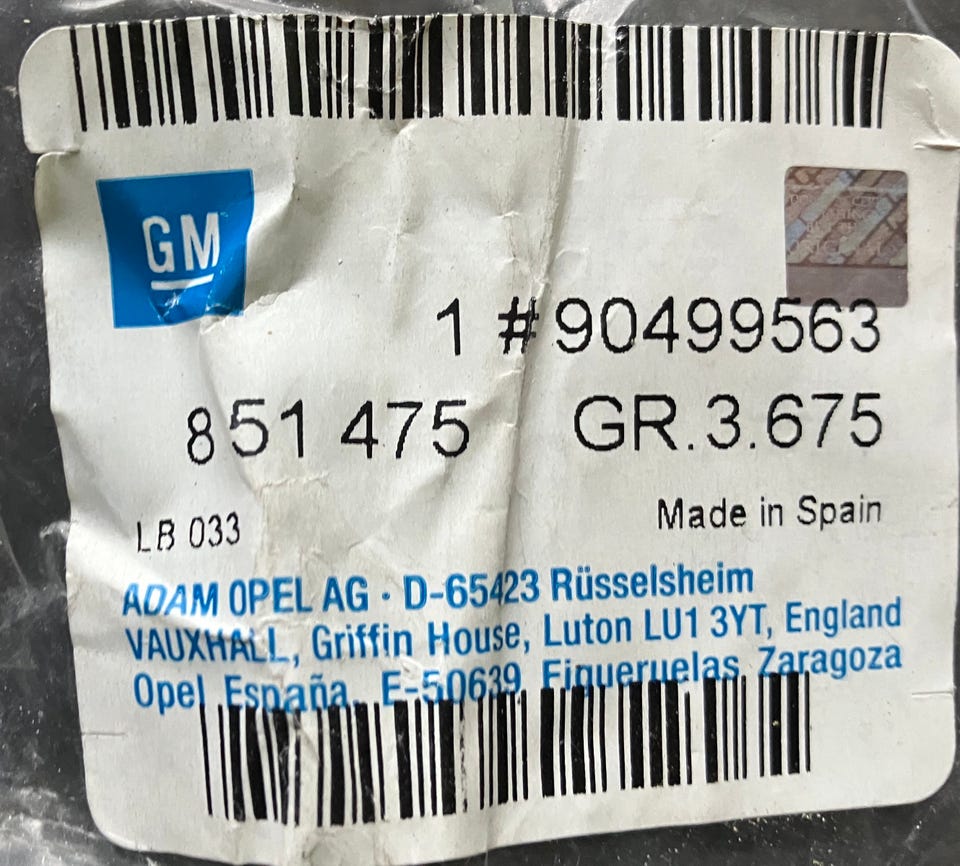 GM
1 #90499563
851 475 GR.3.675
LB 033 Made in Spain
ADAM OPEL AG · D-65423 Rüsselsheim
VAUXHALL, Griffin House, Luton LU1 3YT, England
Opel España, E-50639 Figueruelas, Zaragoza